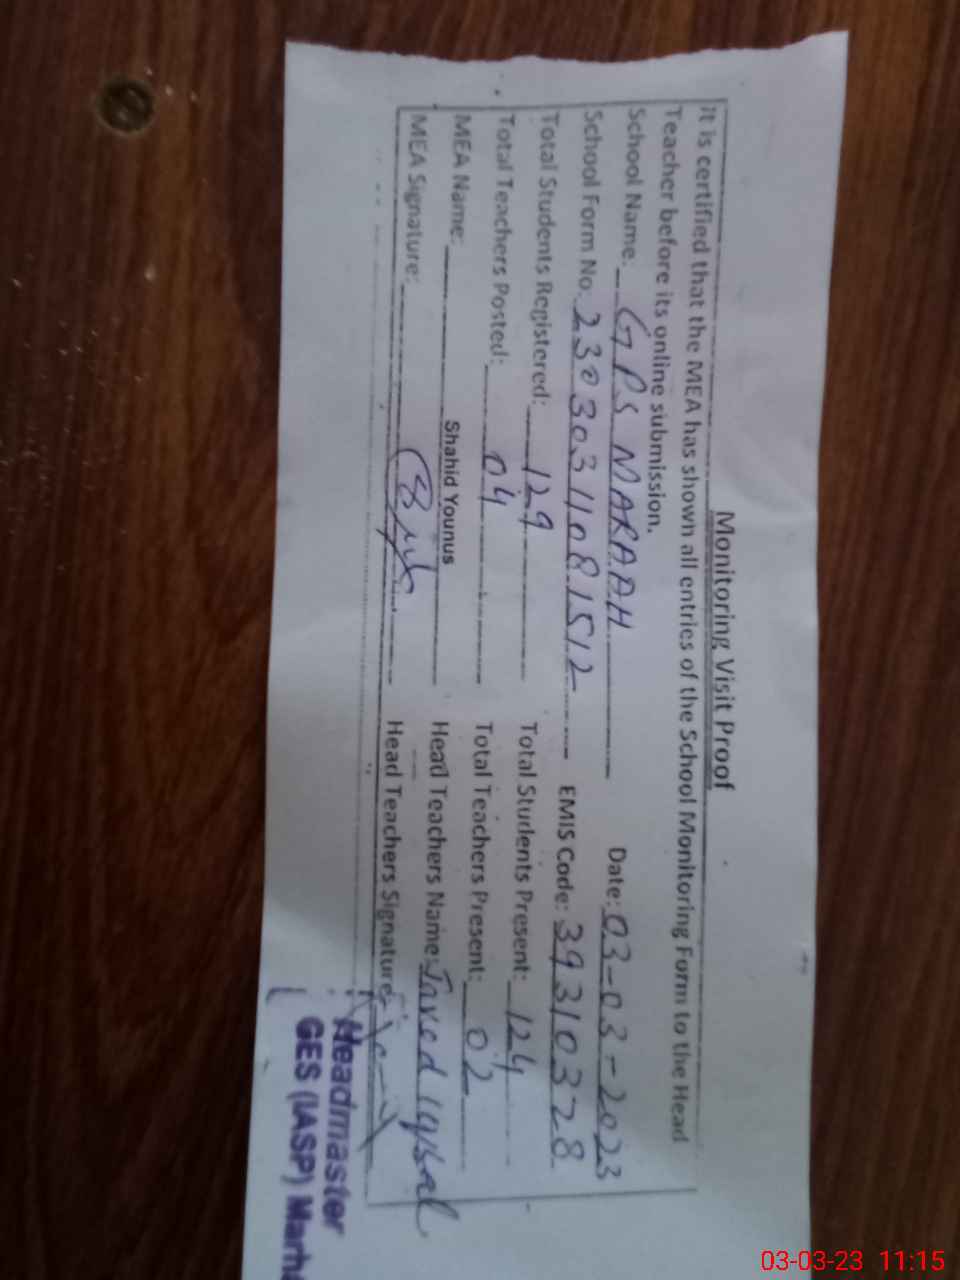 Monitoring Visit Proof
It is certified that the MEA has shown all entries of the School Monitoring Form to the Head
Teacher before its online submission.
School Name: GPS MARAAH Date: 03-03-2023
School Form No. 23030311081512 EMIS Code: 39310328
Total Students Registered: 129 Total Students Present: 124
Total Teachers Posted: 04 Total Teachers Present: 02
MEA Name: Shahid Younus Head Teachers Name: Javed Iqbal
MEA Signature: Head Teachers Signature:
Headmaster
GES (IASP) Marha
03-03-23 11:15